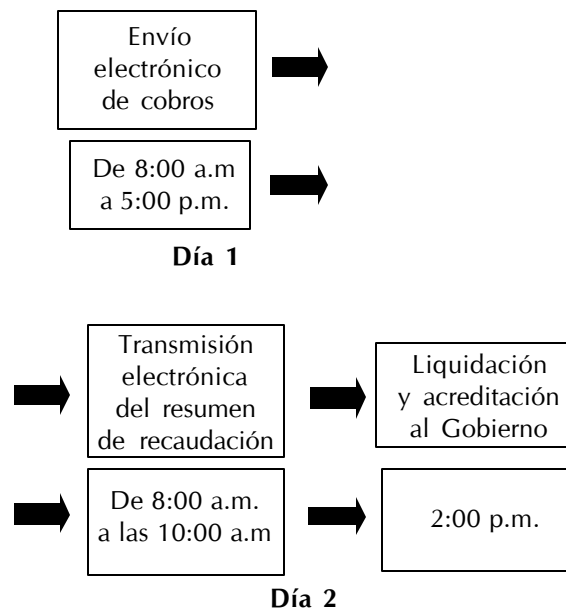 Envío
electrónico
de cobros
De 8:00 a.m
a 5:00 p.m.
Día 1
Transmisión
electrónica
del resumen
de recaudación
Liquidación
y acreditación
al Gobierno
De 8:00 a.m.
a las 10:00 a.m
2:00 p.m.
Día 2